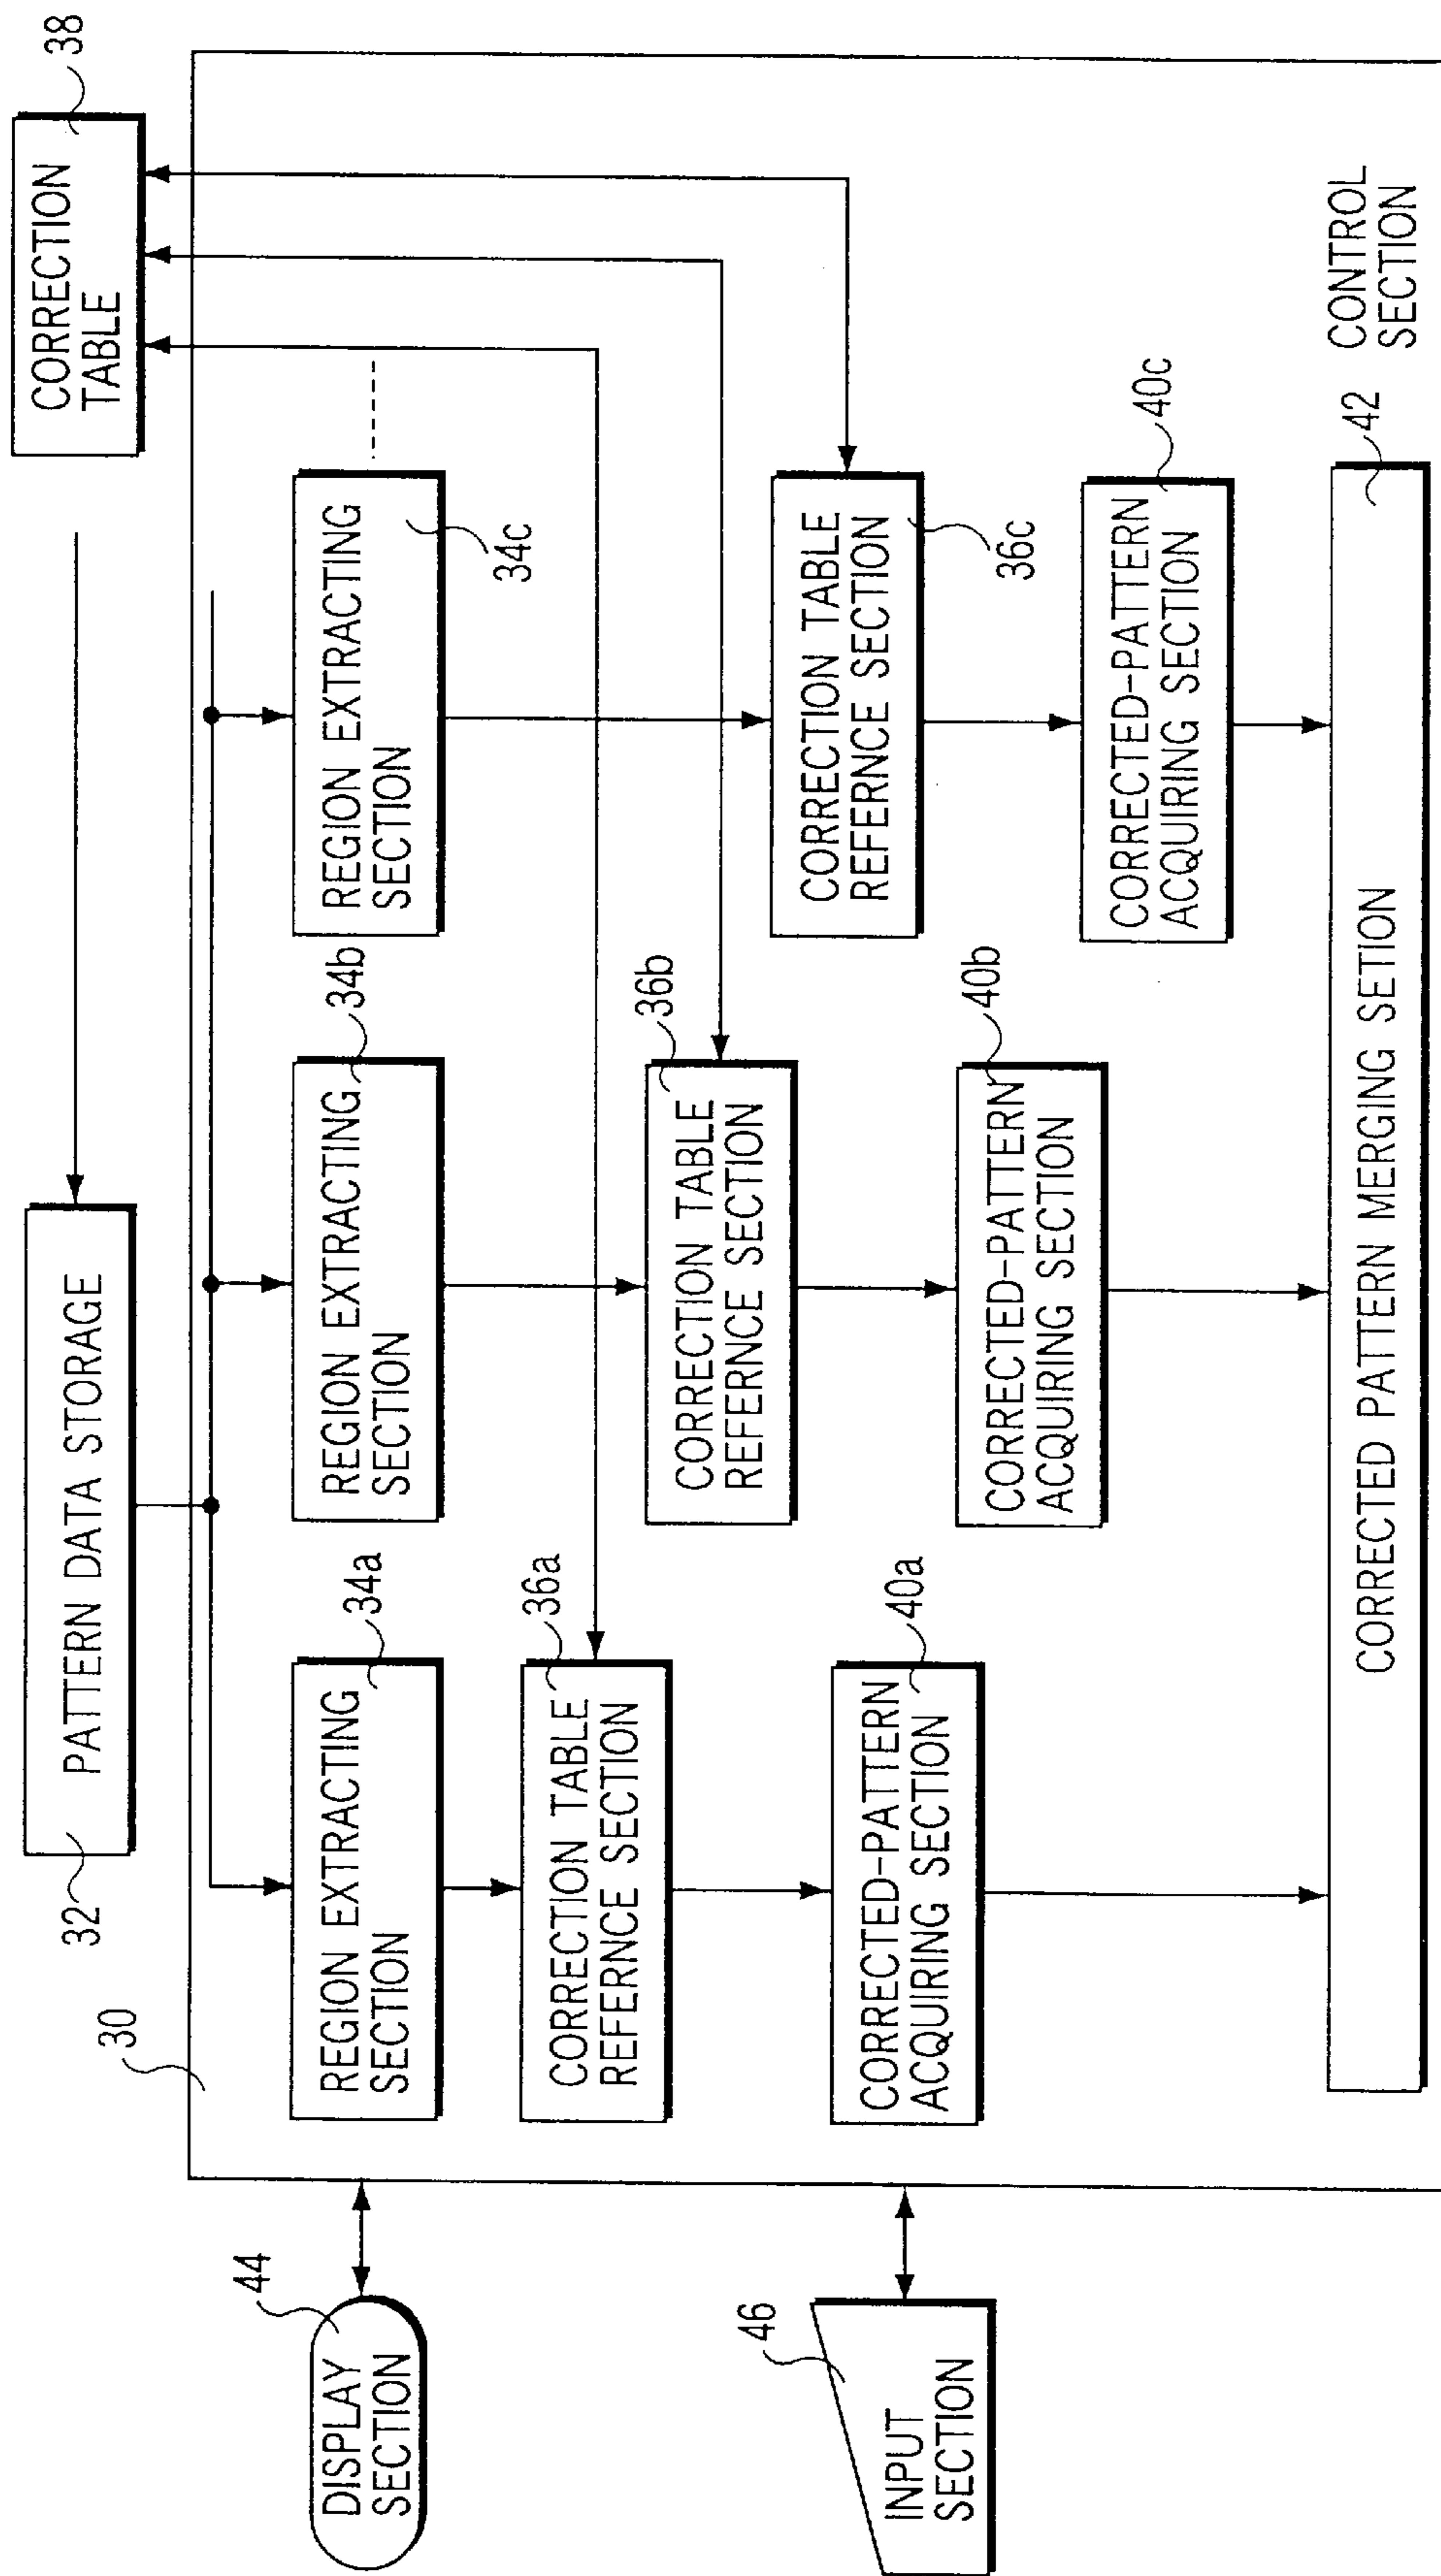 32
PATTERN DATA STORAGE
CORRECTION
TABLE
38
30
44
DISPLAY
SECTION
46
INPUT
SECTION
REGION EXTRACTING
SECTION
34a
REGION EXTRACTING
SECTION
34b
REGION EXTRACTING
SECTION
34c
CORRECTION TABLE
REFERNCE SECTION
36a
CORRECTION TABLE
REFERNCE SECTION
36b
CORRECTION TABLE
REFERNCE SECTION
36c
CORRECTED-PATTERN
ACQUIRING SECTION
40a
CORRECTED-PATTERN
ACQUIRING SECTION
40b
CORRECTED-PATTERN
ACQUIRING SECTION
40c
CORRECTED PATTERN MERGING SETION
42
CONTROL
SECTION